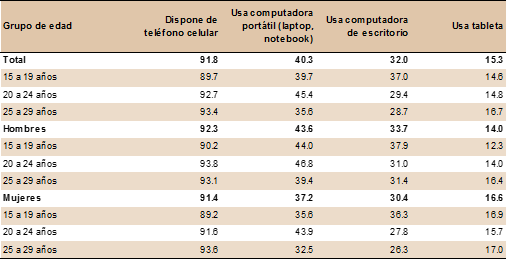 Grupo de edad Dispone de teléfono celular Usa computadora portátil (laptop, notebook) Usa computadora de escritorio Usa tableta
Total 91.8 40.3 32.0 15.3
15 a 19 años 89.7 39.7 37.0 14.6
20 a 24 años 92.7 45.4 29.4 14.8
25 a 29 años 93.4 35.6 28.7 16.7
Hombres 92.3 43.6 33.7 14.0
15 a 19 años 90.2 44.0 37.9 12.3
20 a 24 años 93.8 46.8 31.0 14.0
25 a 29 años 93.1 39.4 31.4 16.4
Mujeres 91.4 37.2 30.4 16.6
15 a 19 años 89.2 35.6 36.3 16.9
20 a 24 años 91.6 43.9 27.8 15.7
25 a 29 años 93.6 32.5 26.3 17.0